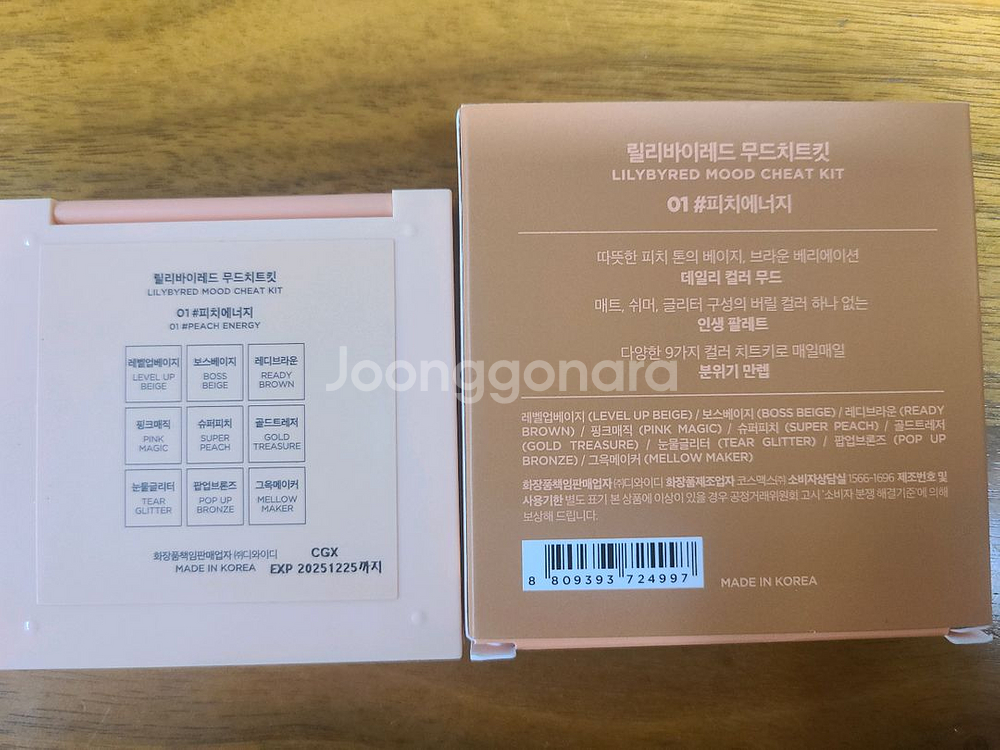 릴리바이레드 무드치트킷
LILYBYRED MOOD CHEAT KIT
01 #피치에너지
01 #PEACH ENERGY
레벨업베이지
LEVEL UP
BEIGE
보스베이지
BOSS
BEIGE
레디브라운
READY
BROWN
핑크매직
PINK
MAGIC
슈퍼피치
SUPER
PEACH
골드트레저
GOLD
TREASURE
눈물글리터
TEAR
GLITTER
팝업브론즈
POP UP
BRONZE
그윽메이커
MELLOW
MAKER
화장품책임판매업자 ㈜디와이디
MADE IN KOREA
CGX
EXP 20251225까지
릴리바이레드 무드치트킷
LILYBYRED MOOD CHEAT KIT
01 #피치에너지
따뜻한 피치 톤의 베이지, 브라운 베리에이션
데일리 컬러 무드
매트, 쉬머, 글리터 구성의 버릴 컬러 하나 없는
인생 팔레트
다양한 9가지 컬러 치트키로 매일매일
분위기 만렙
레벨업베이지 (LEVEL UP BEIGE) / 보스베이지 (BOSS BEIGE) / 레디브라운 (READY
BROWN) / 핑크매직 (PINK MAGIC) / 슈퍼피치 (SUPER PEACH) / 골드트레저
(GOLD TREASURE) / 눈물글리터 (TEAR GLITTER) / 팝업브론즈 (POP UP
BRONZE) / 그윽메이커 (MELLOW MAKER)
화장품책임판매업자 ㈜디와이디 화장품제조업자 코스맥스㈜ 소비자상담실 1566-1696 제조번호 및
사용기한 별도 표기 본 상품에 이상이 있을 경우 공정거래위원회 고시 '소비자 분쟁 해결기준'에 의해
보상해 드립니다.
8 809393 724997
MADE IN KOREA
Joonggonara